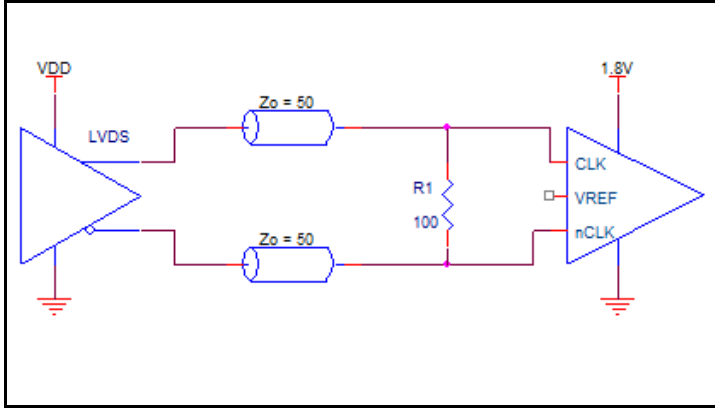 VDD
LVDS
Zo = 50
Zo = 50
R1
100
1.8V
CLK
VREF
nCLK